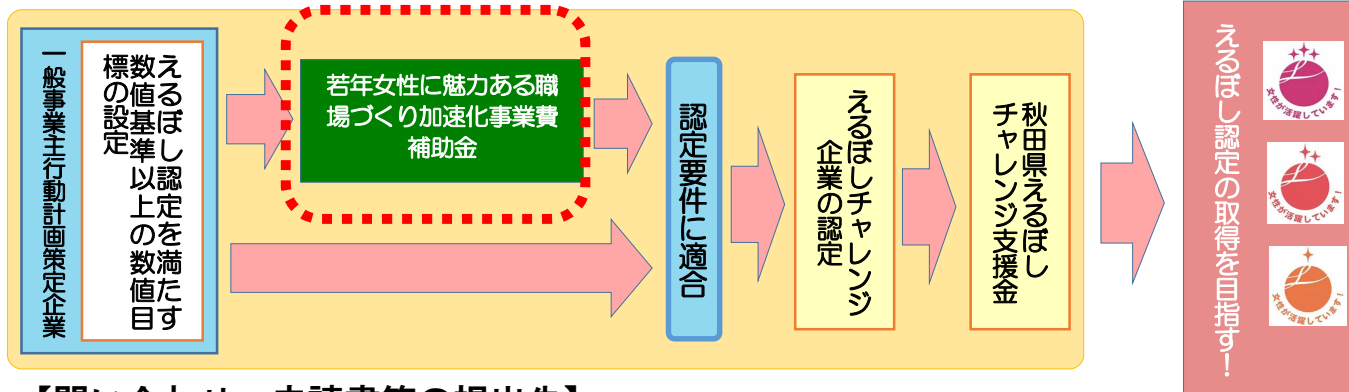 一般事業主行動計画策定企業
えるぼし認定を満たす
数値基準以上の数値目
標の設定
若年女性に魅力ある職
場づくり加速化事業費
補助金
認定要件に適合
えるぼしチャレンジ
企業の認定
秋田県えるぼし
チャレンジ支援金
えるぼし認定の取得を目指す！
女性が活躍しています！
女性が活躍しています！
女性が活躍しています！